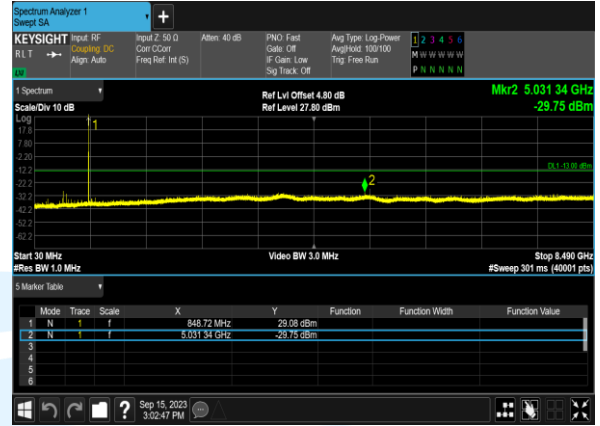 Spectrum Analyzer 1
Swept SA
KEYSIGHT
RLT
LXI
Input: RF
Coupling: DC
Align: Auto
Input Z: 50 Ω
Corr CCorr
Freq Ref: Int (S)
Atten: 40 dB
PNO: Fast
Gate: Off
IF Gain: Low
Sig Track: Off
Avg Type: Log-Power
Avg|Hold: 100/100
Trig: Free Run
1 2 3 4 5 6
M W W W W W
P N N N N N
1 Spectrum
Scale/Div 10 dB
Ref Lvl Offset 4.80 dB
Ref Level 27.80 dBm
Mkr2 5.031 34 GHz
-29.75 dBm
Log
17.8
7.80
-2.20
-12.2
-22.2
-32.2
-42.2
-52.2
-62.2
1
2
DL1 -13.00 dBm
Start 30 MHz
#Res BW 1.0 MHz
Video BW 3.0 MHz
Stop 8.490 GHz
#Sweep 301 ms (40001 pts)
5 Marker Table
Mode Trace Scale X Y Function Function Width Function Value
1 N 1 f 848.72 MHz 29.08 dBm
2 N 1 f 5.031 34 GHz -29.75 dBm
3
4
5
6
?
Sep 15, 2023
3:02:47 PM